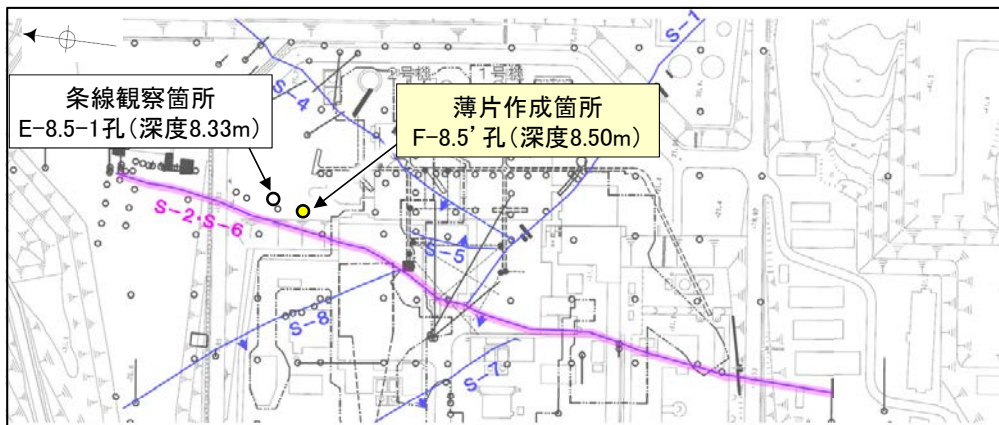 条線観察箇所
E-8.5-1孔(深度8.33m)
薄片作成箇所
F-8.5’孔(深度8.50m)
2号機
1号機
S-1
S-4
S-2・S-6
S-5
S-8
S-7